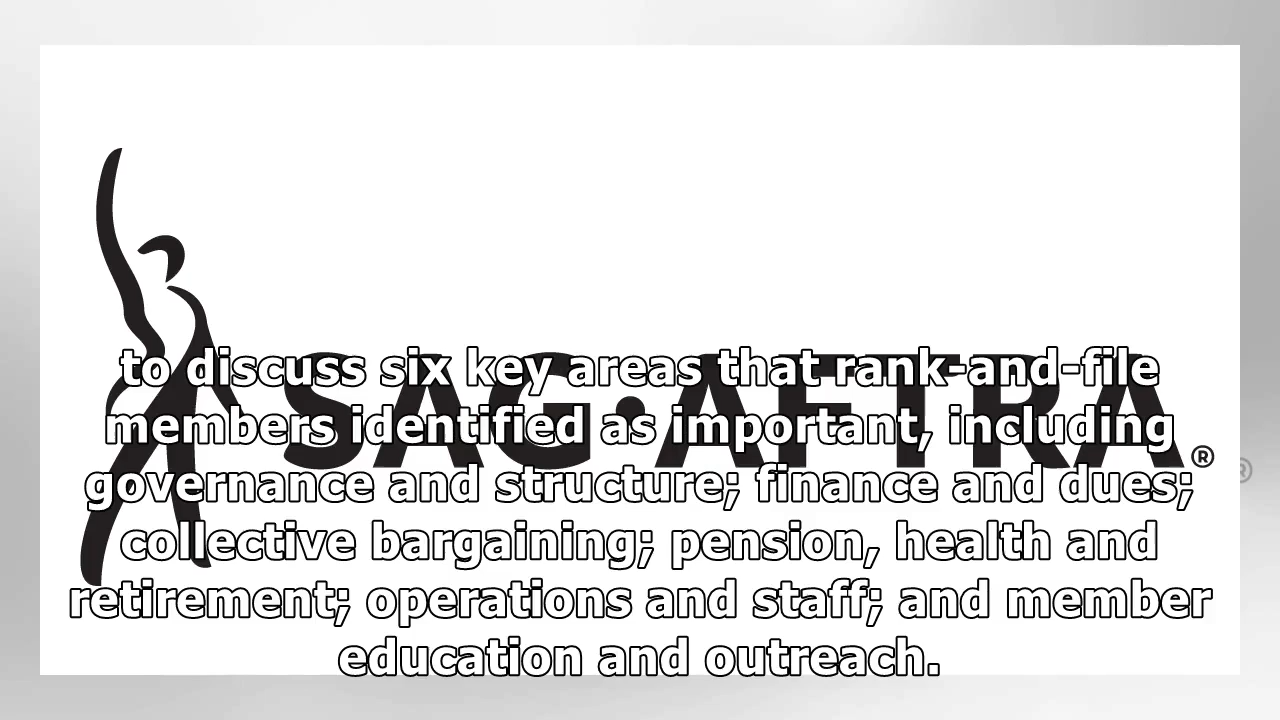 to discuss six key areas that rank-and-file
SAG·AFTRA®
members identified as important, including
governance and structure; finance and dues;
collective bargaining; pension, health and
retirement; operations and staff; and member
education and outreach.
®